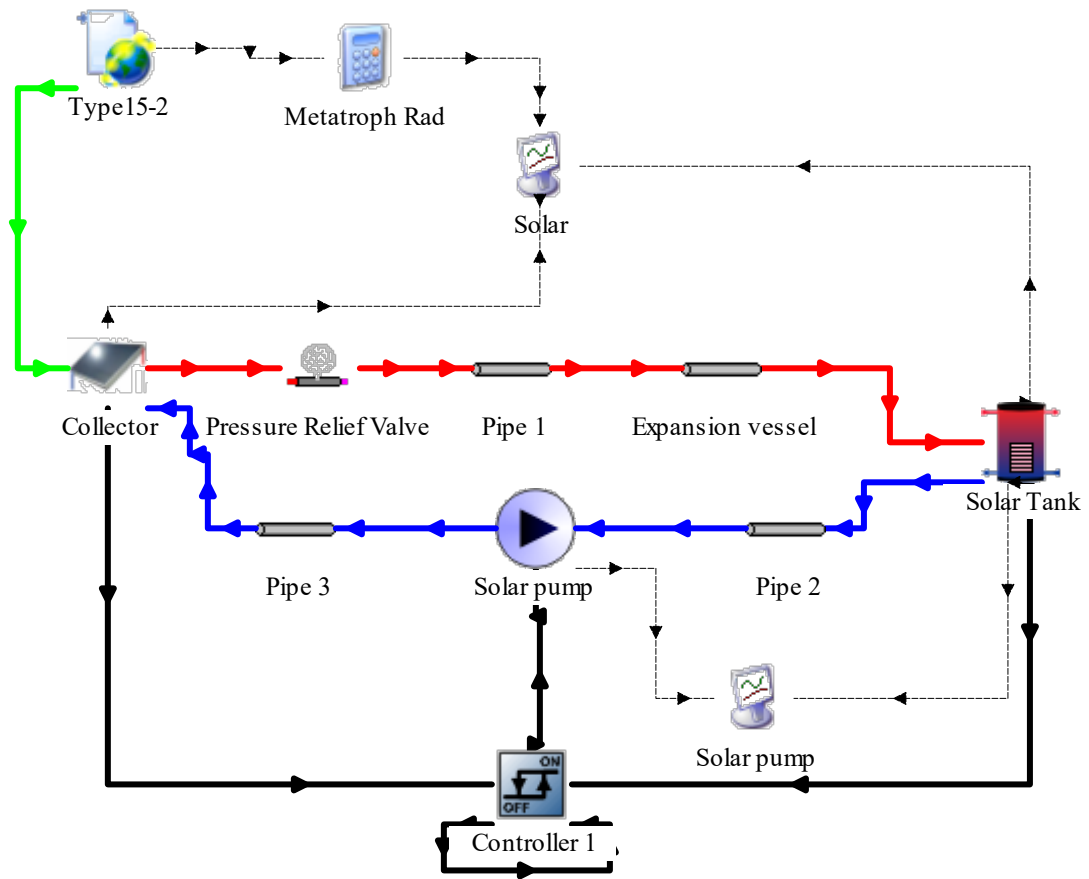 Type15-2
Metatroph Rad
Solar
Collector
Pressure Relief Valve
Pipe 1
Expansion vessel
Solar Tank
Pipe 3
Solar pump
Pipe 2
Solar pump
ON
OFF
Controller 1